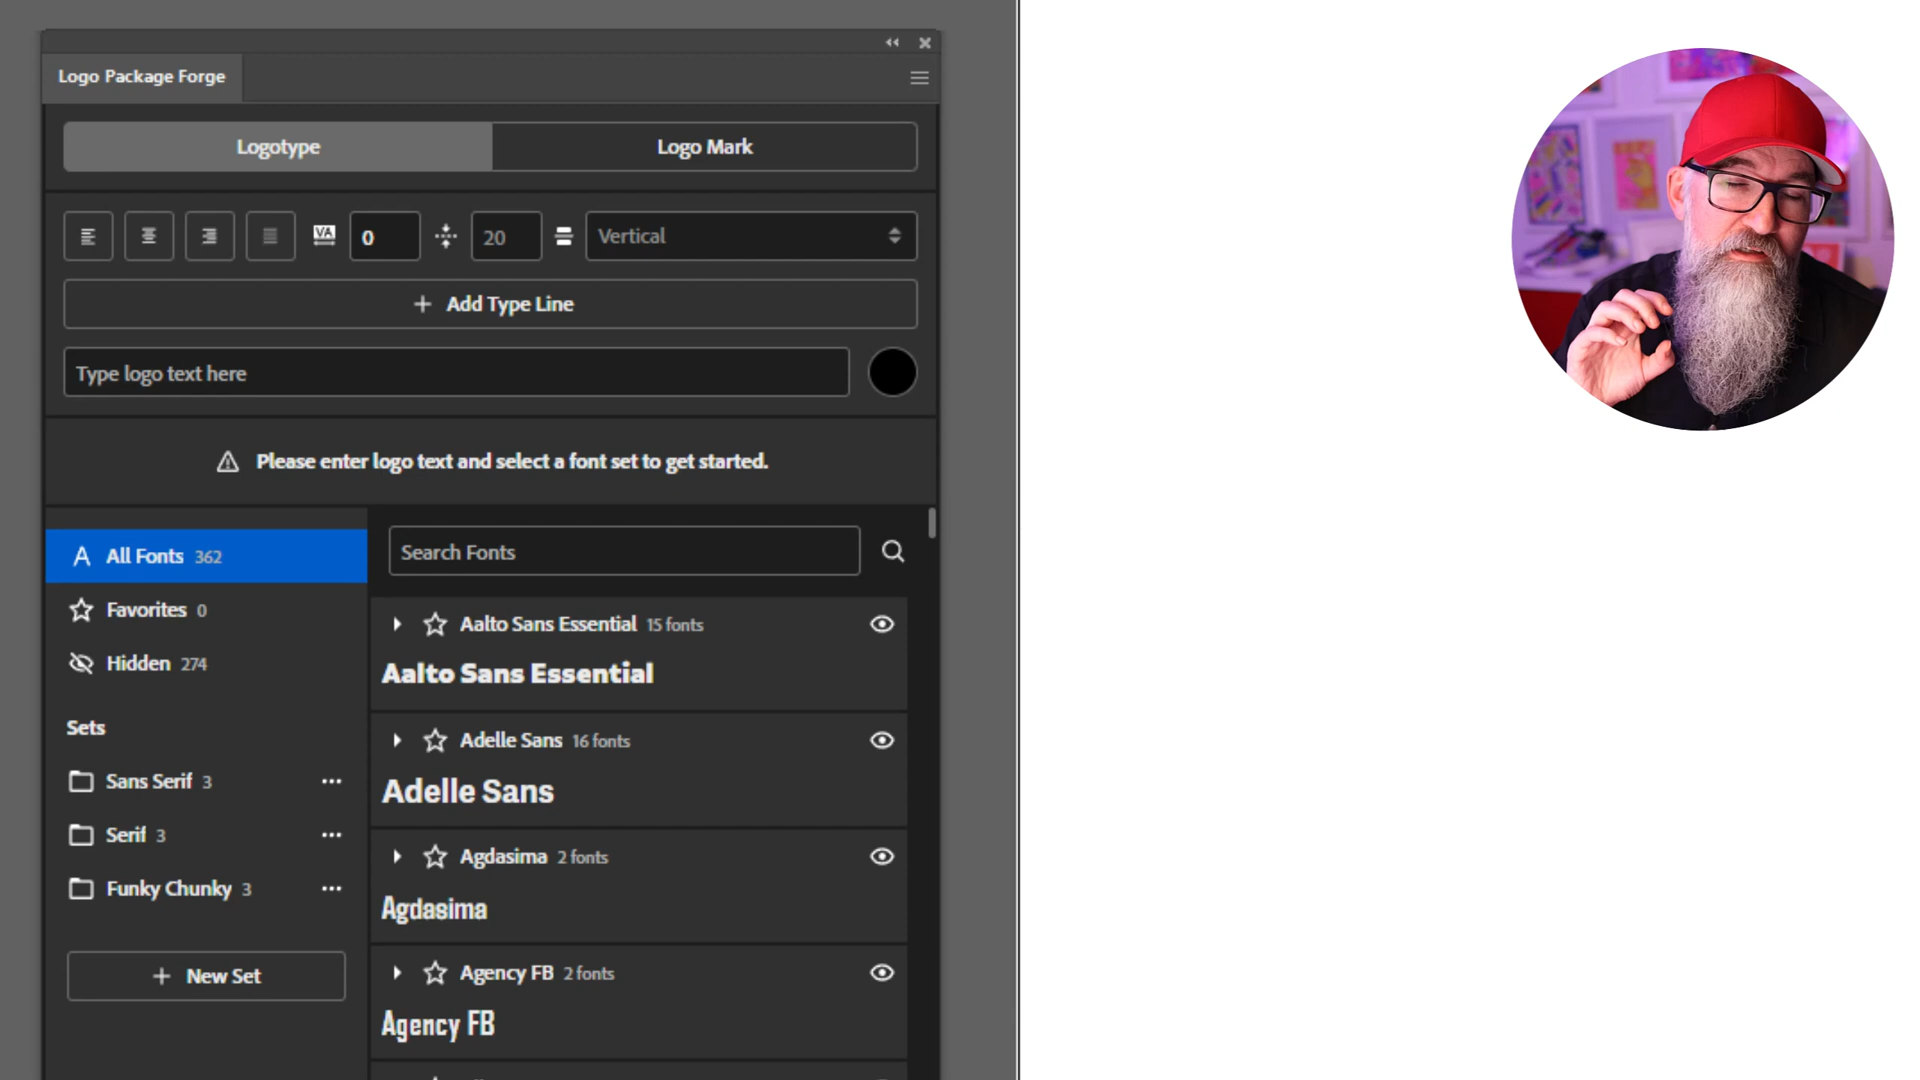 Logo Package Forge
Logotype
Logo Mark
VA
0
20
Vertical
+ Add Type Line
Type logo text here
Please enter logo text and select a font set to get started.
All Fonts 362
Favorites 0
Hidden 274
Sets
Sans Serif 3
Serif 3
Funky Chunky 3
+ New Set
Search Fonts
Aalto Sans Essential 15 fonts
Aalto Sans Essential
Adelle Sans 16 fonts
Adelle Sans
Agdasima 2 fonts
Agdasima
Agency FB 2 fonts
Agency FB